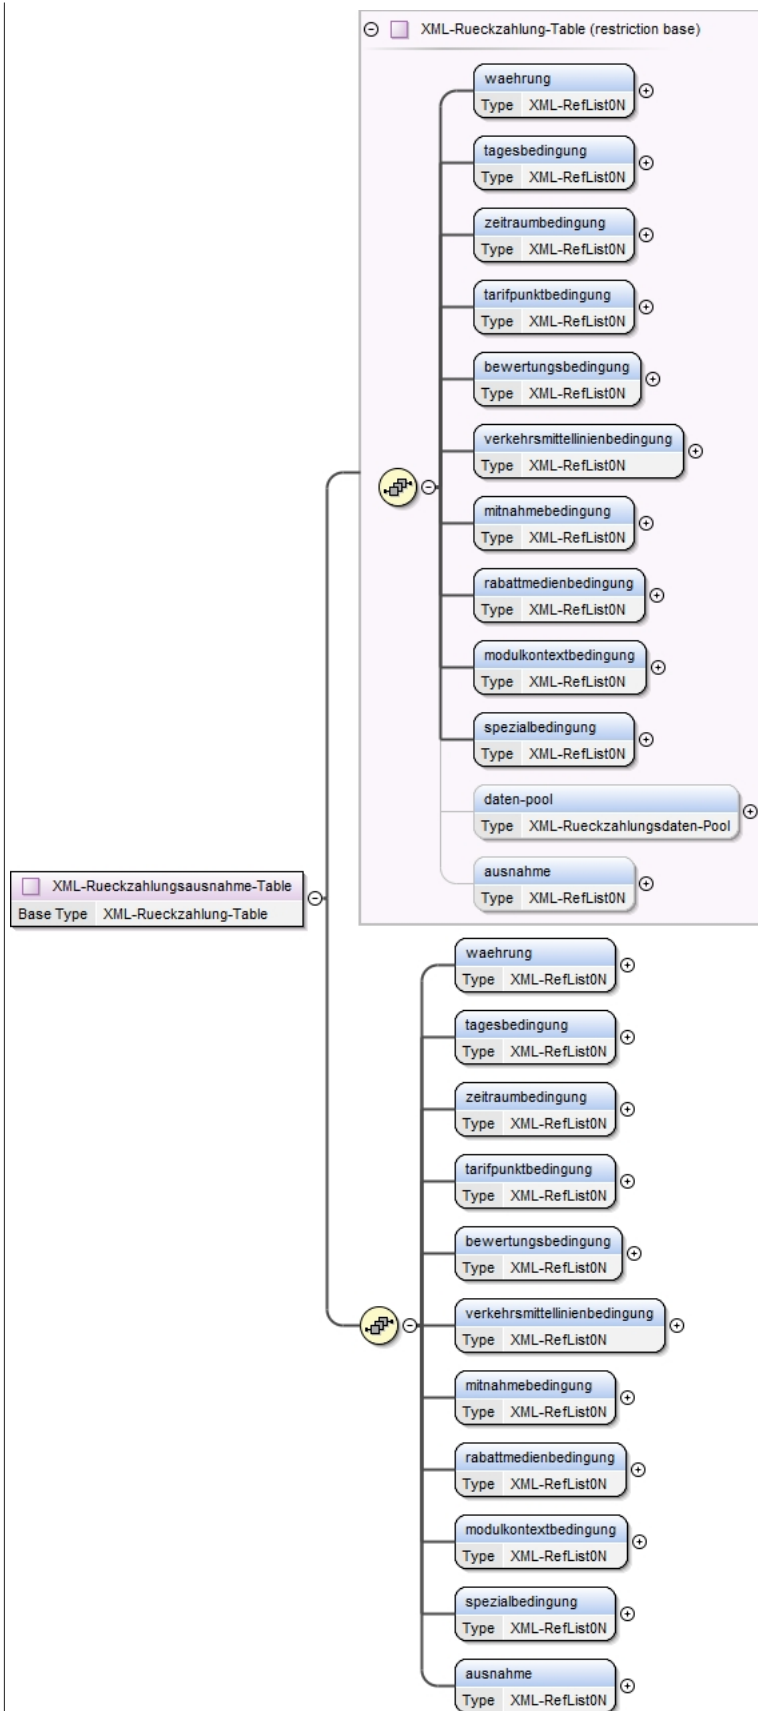 XML-Rueckzahlung-Table (restriction base)
waehrung
Type XML-RefList0N
tagesbedingung
Type XML-RefList0N
zeitraumbedingung
Type XML-RefList0N
tarifpunktbedingung
Type XML-RefList0N
bewertungsbedingung
Type XML-RefList0N
verkehrsmittellinienbedingung
Type XML-RefList0N
mitnahmebedingung
Type XML-RefList0N
rabattmedienbedingung
Type XML-RefList0N
modulkontextbedingung
Type XML-RefList0N
spezialbedingung
Type XML-RefList0N
daten-pool
Type XML-Rueckzahlungsdaten-Pool
ausnahme
Type XML-RefList0N
XML-Rueckzahlungsausnahme-Table
Base Type XML-Rueckzahlung-Table
waehrung
Type XML-RefList0N
tagesbedingung
Type XML-RefList0N
zeitraumbedingung
Type XML-RefList0N
tarifpunktbedingung
Type XML-RefList0N
bewertungsbedingung
Type XML-RefList0N
verkehrsmittellinienbedingung
Type XML-RefList0N
mitnahmebedingung
Type XML-RefList0N
rabattmedienbedingung
Type XML-RefList0N
modulkontextbedingung
Type XML-RefList0N
spezialbedingung
Type XML-RefList0N
ausnahme
Type XML-RefList0N